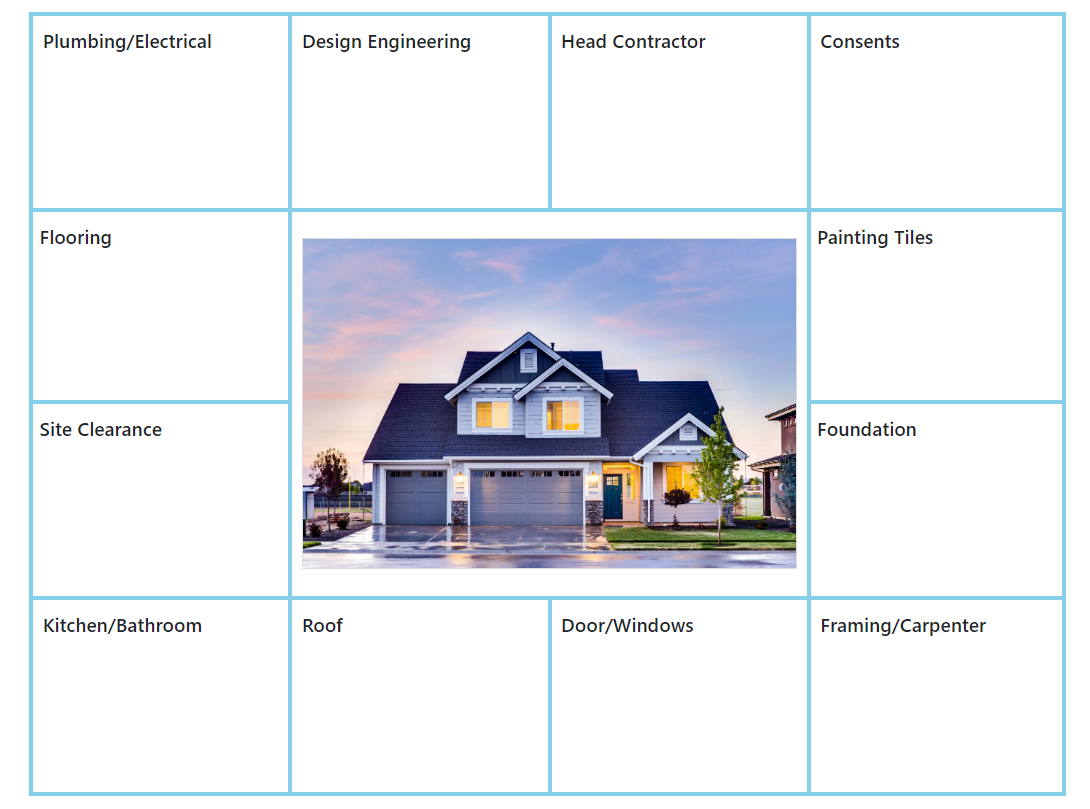 Plumbing/Electrical
Design Engineering
Head Contractor
Consents
Flooring
Painting Tiles
Site Clearance
Foundation
Kitchen/Bathroom
Roof
Door/Windows
Framing/Carpenter